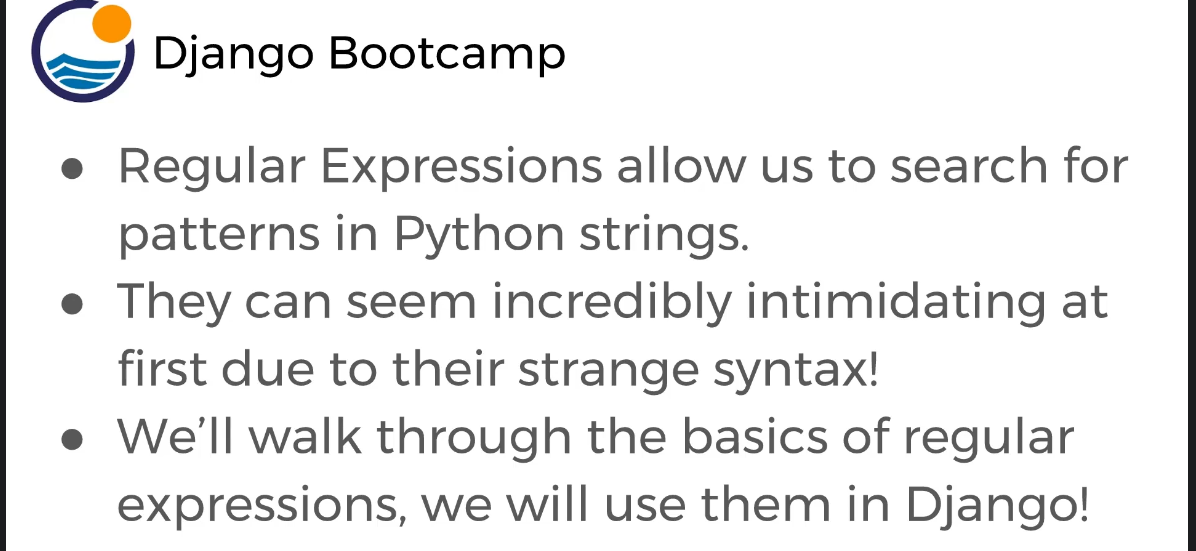 Django Bootcamp
● Regular Expressions allow us to search for
patterns in Python strings.
● They can seem incredibly intimidating at
first due to their strange syntax!
● We’ll walk through the basics of regular
expressions, we will use them in Django!